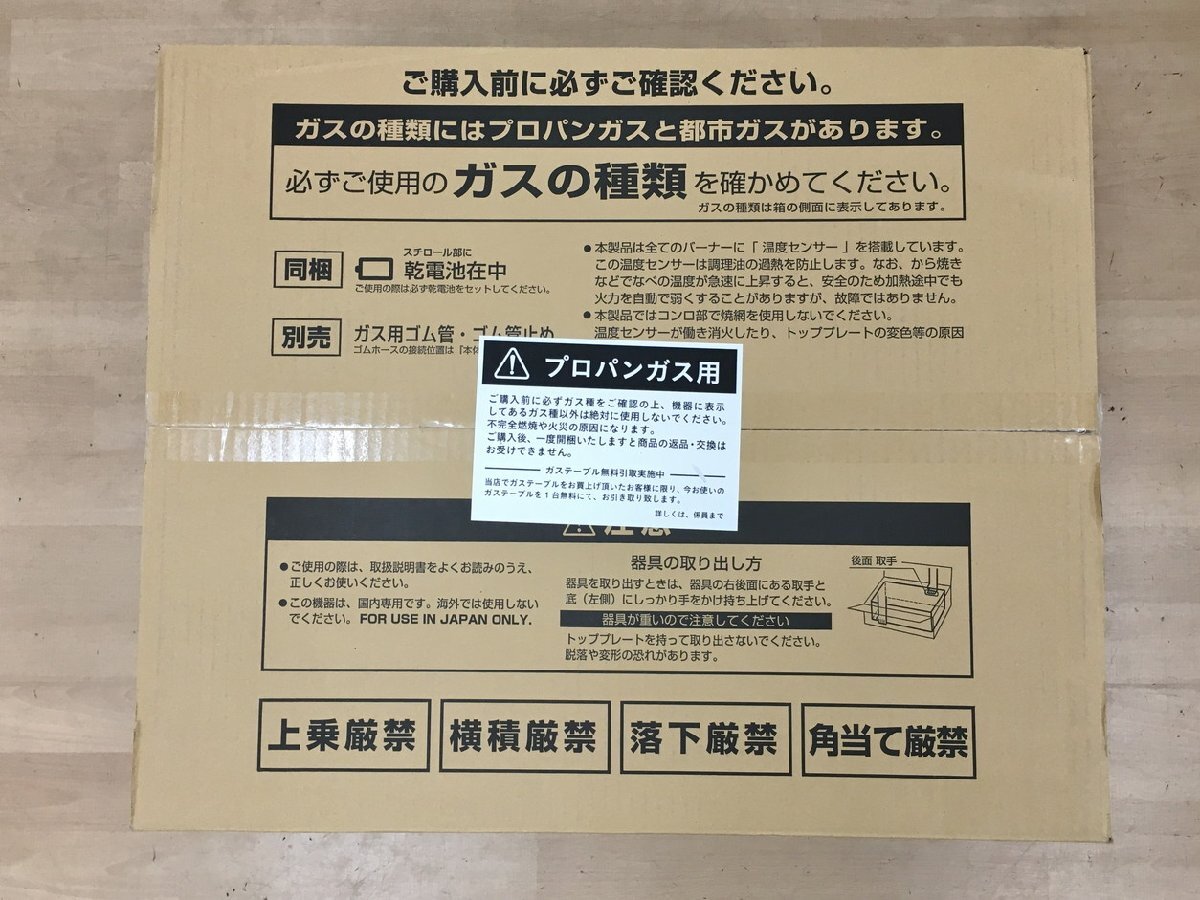 ご購入前に必ずご確認ください。
ガスの種類にはプロパンガスと都市ガスがあります。
必ずご使用のガスの種類を確かめてください。
ガスの種類は箱の側面に表示してあります。
同梱
スチロール部に
乾電池在中
ご使用の際は必ず乾電池をセットしてください。
別売
ガス用ゴム管・ゴム管止め
ゴムホースの接続位置は『本体
●本製品は全てのバーナーに「 温度センサー 」を搭載しています。
この温度センサーは調理油の過熱を防止します。なお、から焼き
などでなべの温度が急速に上昇すると、安全のため加熱途中でも
火力を自動で弱くすることがありますが、故障ではありません。
●本製品ではコンロ部で焼網を使用しないでください。
温度センサーが働き消火したり、トッププレートの変色等の原因
プロパンガス用
ご購入前に必ずガス種をご確認の上、機器に表示
してあるガス種以外は絶対に使用しないでください。
不完全燃焼や火災の原因になります。
ご購入後、一度開梱いたしますと商品の返品・交換は
お受けできません。
ガステーブル無料引取実施中
当店でガステーブルをお買上げ頂いたお客様に限り、今お使いの
ガステーブルを1台無料にて、お引き取り致します。
詳しくは、係員まで
注意
●ご使用の際は、取扱説明書をよくお読みのうえ、
正しくお使いください。
●この機器は、国内専用です。海外では使用しない
でください。FOR USE IN JAPAN ONLY.
器具の取り出し方
器具を取り出すときは、器具の右後面にある取手と
底（左側）にしっかり手をかけ持ち上げてください。
器具が重いので注意してください
トッププレートを持って取り出さないでください。
脱落や変形の恐れがあります。
後面 取手
上乗厳禁
横積厳禁
落下厳禁
角当て厳禁